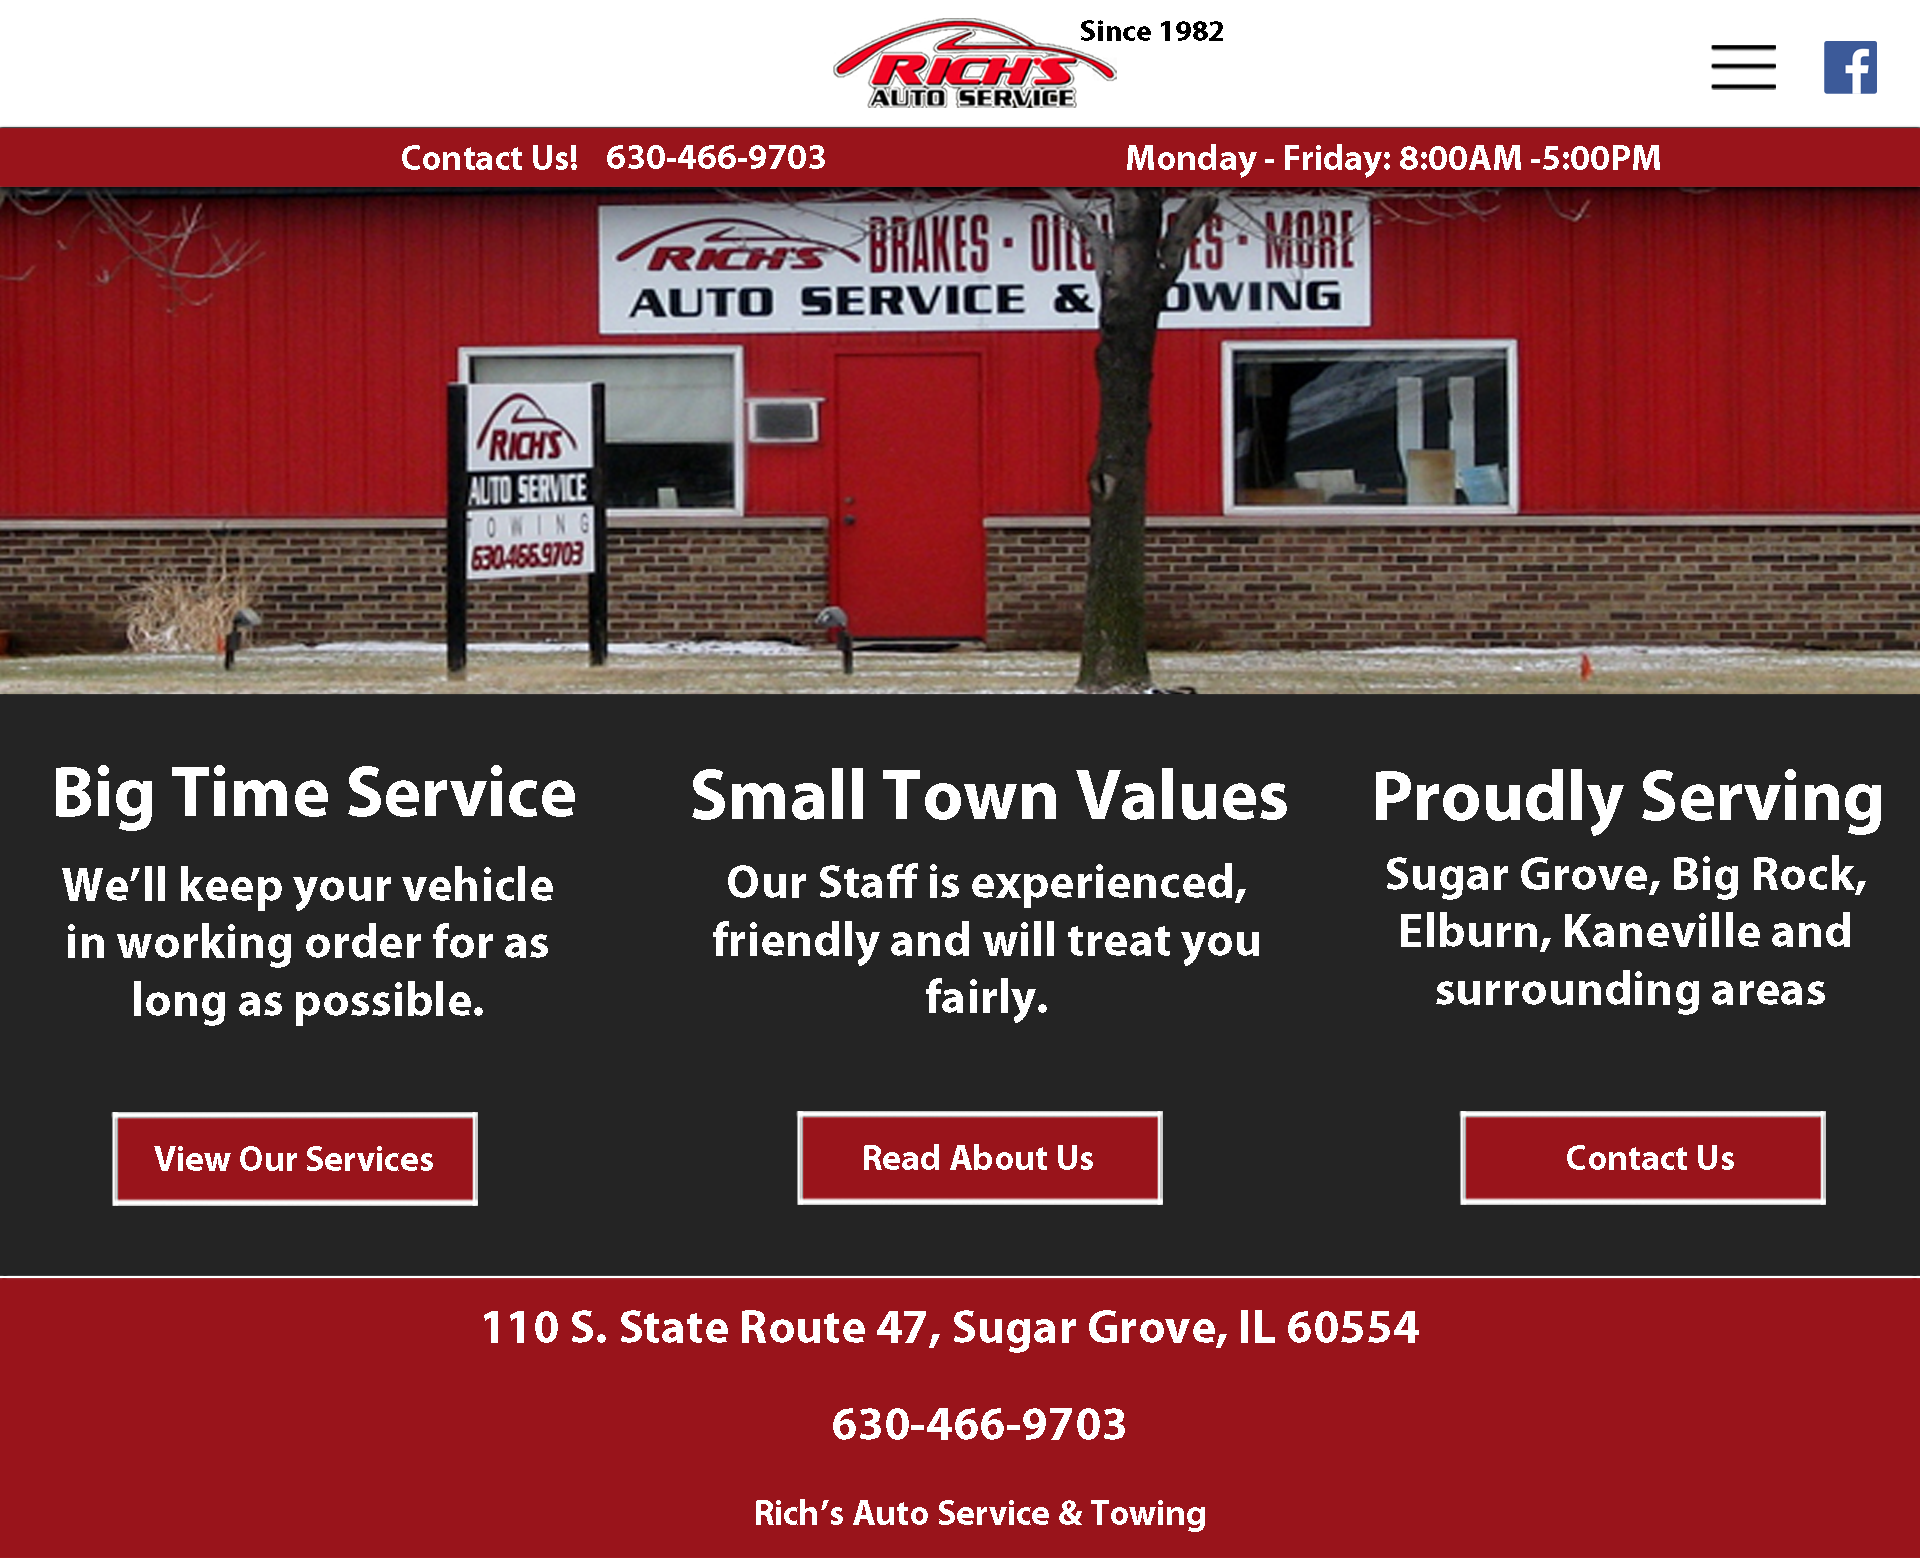 Since 1982
RICH'S
AUTO SERVICE
Contact Us! 630-466-9703
Monday - Friday: 8:00AM -5:00PM
RICH'S BRAKES · MORE
AUTO SERVICE &
RICH'S
AUTO SERVICE
TOWING
630.466.9703
Big Time Service
We’ll keep your vehicle
in working order for as
long as possible.
View Our Services
Small Town Values
Our Staff is experienced,
friendly and will treat you
fairly.
Read About Us
Proudly Serving
Sugar Grove, Big Rock,
Elburn, Kaneville and
surrounding areas
Contact Us
110 S. State Route 47, Sugar Grove, IL 60554
630-466-9703
Rich’s Auto Service & Towing